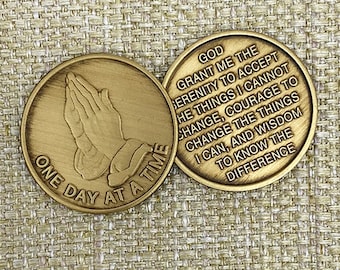 ONE DAY AT A TIME
GOD
GRANT ME THE
SERENITY TO ACCEPT
THE THINGS I CANNOT
CHANGE, COURAGE TO
CHANGE THE THINGS
I CAN, AND WISDOM
TO KNOW THE
DIFFERENCE